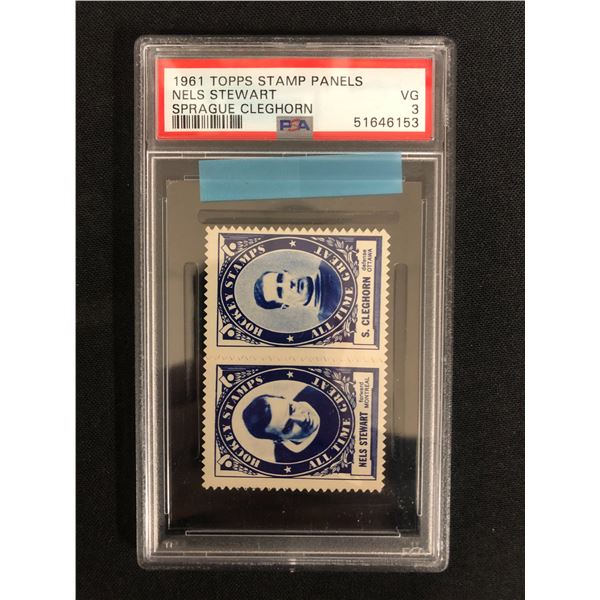 1961 TOPPS STAMP PANELS
NELS STEWART VG
SPRAGUE CLEGHORN 3
PSA 51646153
HOCKEY STAMPS
ALL TIME GREAT
S. CLEGHORN
defense
OTTAWA
HOCKEY STAMPS
ALL TIME GREAT
NELS STEWART
forward
MONTREAL